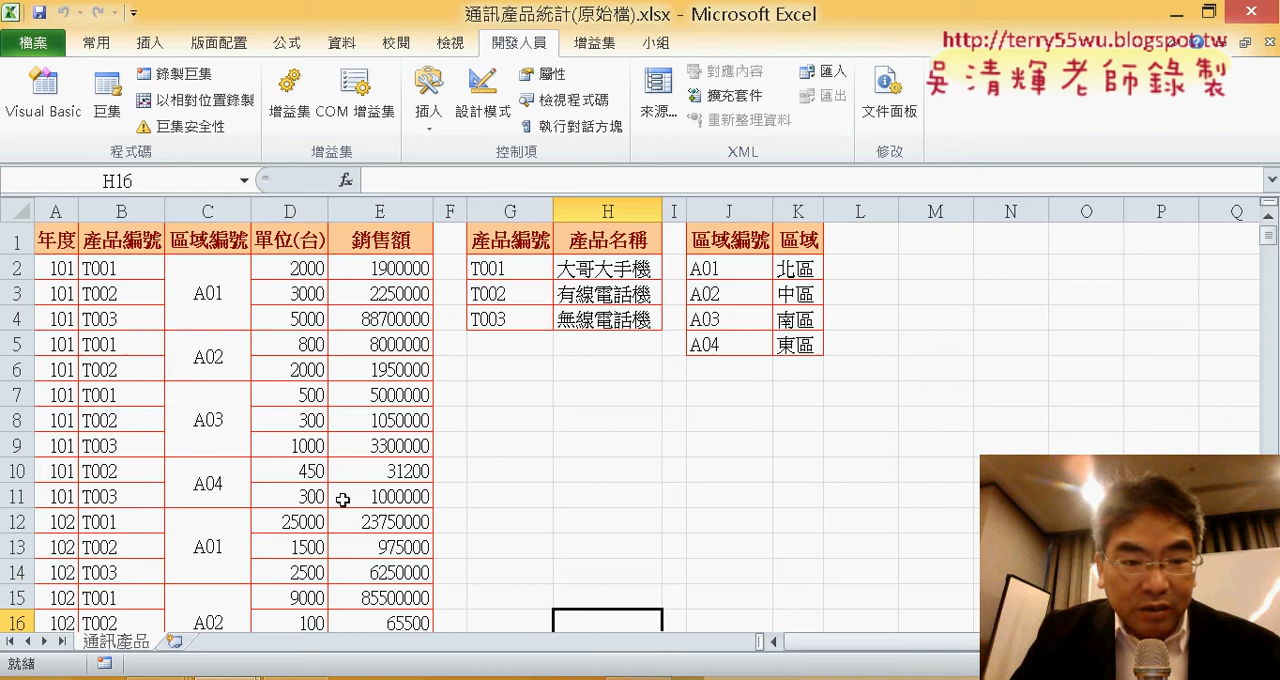 通訊產品統計(原始檔).xlsx - Microsoft Excel
檔案 常用 插入 版面配置 公式 資料 校閱 檢視 開發人員 增益集 小組
http://terry55wu.blogspot.tw
吳清輝老師錄製
Visual Basic 巨集 錄製巨集 以相對位置錄製 巨集安全性
增益集 COM 增益集
插入 設計模式 屬性 檢視程式碼 執行對話方塊
來源... 對應內容 擴充套件 重新整理資料 匯入 匯出
文件面板
程式碼 增益集 控制項 XML 修改
H16 fx
A B C D E F G H I J K L M N O P Q
1 年度 產品編號 區域編號 單位(台) 銷售額 產品編號 產品名稱 區域編號 區域
2 101 T001 2000 1900000 T001 大哥大手機 A01 北區
3 101 T002 A01 3000 2250000 T002 有線電話機 A02 中區
4 101 T003 5000 88700000 T003 無線電話機 A03 南區
5 101 T001 A02 800 8000000 A04 東區
6 101 T002 2000 1950000
7 101 T001 500 5000000
8 101 T002 A03 300 1050000
9 101 T003 1000 3300000
10 101 T002 A04 450 31200
11 101 T003 300 1000000
12 102 T001 25000 23750000
13 102 T002 A01 1500 975000
14 102 T003 2500 6250000
15 102 T001 9000 85500000
16 102 T002 A02 100 65500
通訊產品
就緒